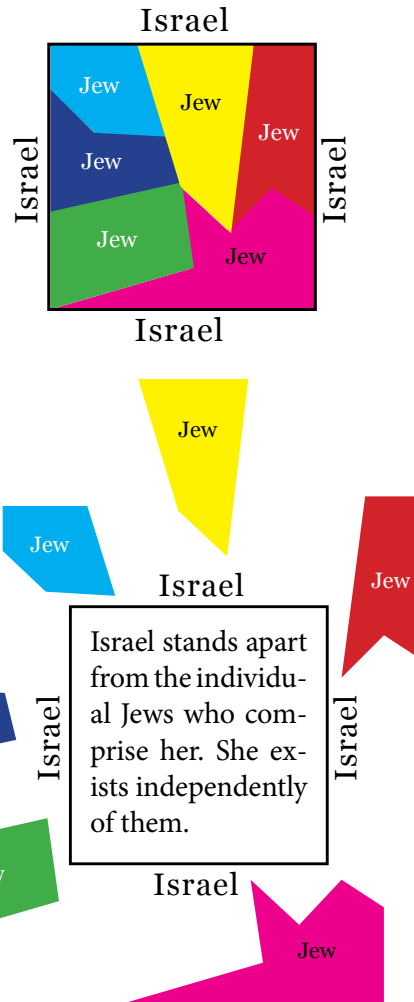 Israel
Jew
Jew
Jew
Israel
Jew
Israel
Jew
Jew
Israel
Jew
Jew
Jew
Israel
Israel stands apart
from the individu-
al Jews who com-
prise her. She ex-
ists independently
of them.
Israel
Israel
Israel
Jew